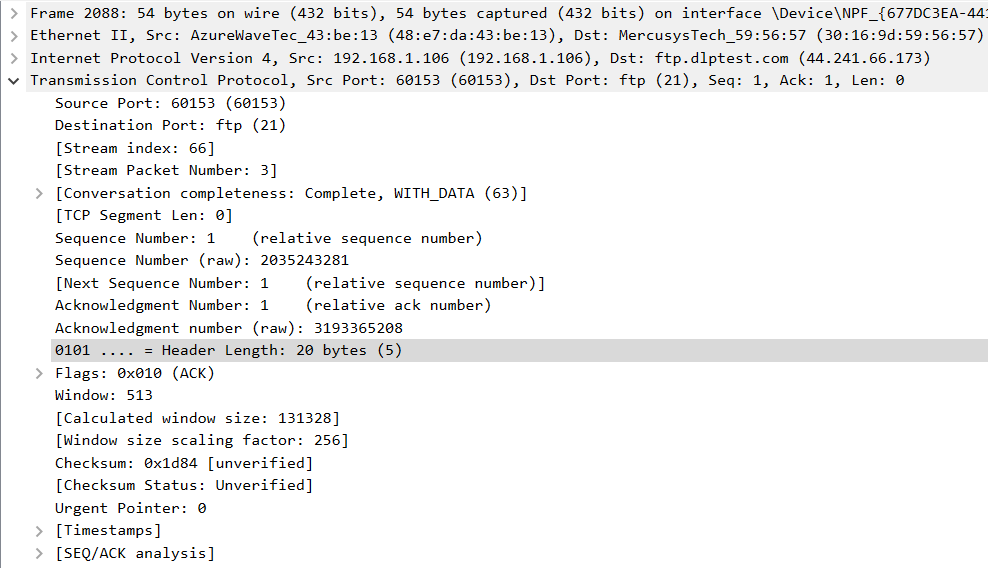 Frame 2088: 54 bytes on wire (432 bits), 54 bytes captured (432 bits) on interface \Device\NPF_{677DC3EA-441
Ethernet II, Src: AzureWaveTec_43:be:13 (48:e7:da:43:be:13), Dst: MercusysTech_59:56:57 (30:16:9d:59:56:57)
Internet Protocol Version 4, Src: 192.168.1.106 (192.168.1.106), Dst: ftp.dlptest.com (44.241.66.173)
Transmission Control Protocol, Src Port: 60153 (60153), Dst Port: ftp (21), Seq: 1, Ack: 1, Len: 0
Source Port: 60153 (60153)
Destination Port: ftp (21)
[Stream index: 66]
[Stream Packet Number: 3]
[Conversation completeness: Complete, WITH_DATA (63)]
[TCP Segment Len: 0]
Sequence Number: 1    (relative sequence number)
Sequence Number (raw): 2035243281
[Next Sequence Number: 1    (relative sequence number)]
Acknowledgment Number: 1    (relative ack number)
Acknowledgment number (raw): 3193365208
0101 .... = Header Length: 20 bytes (5)
Flags: 0x010 (ACK)
Window: 513
[Calculated window size: 131328]
[Window size scaling factor: 256]
Checksum: 0x1d84 [unverified]
[Checksum Status: Unverified]
Urgent Pointer: 0
[Timestamps]
[SEQ/ACK analysis]